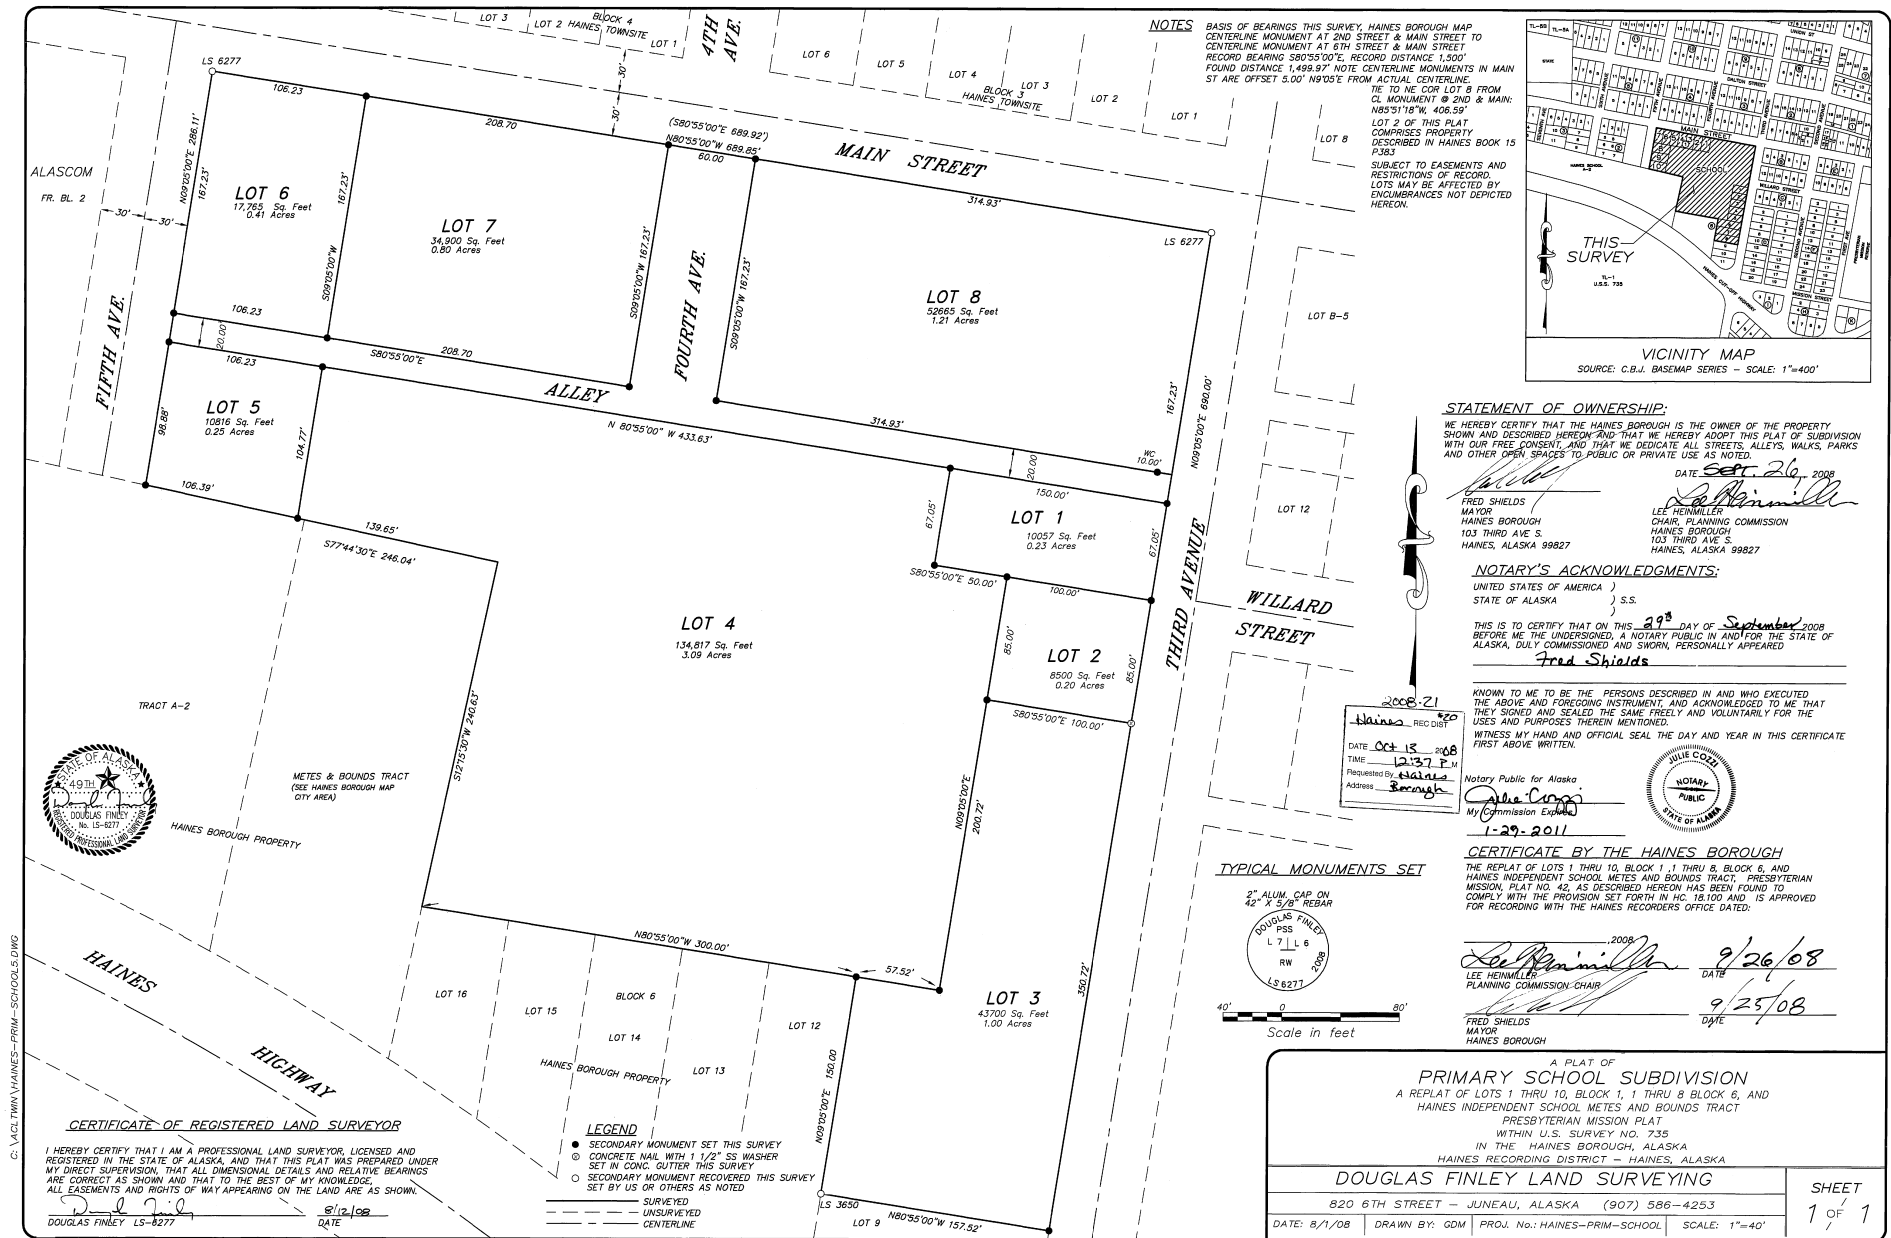 LOT 3
LOT 2
BLOCK 4
HAINES TOWNSITE
LOT 1
4TH
AVE.
LOT 6
LOT 5
LOT 4
LOT 3
BLOCK 3
HAINES TOWNSITE
LOT 2
LOT 1
LOT 8
NOTES
BASIS OF BEARINGS THIS SURVEY, HAINES BOROUGH MAP
CENTERLINE MONUMENT AT 2ND STREET & MAIN STREET TO
CENTERLINE MONUMENT AT 6TH STREET & MAIN STREET
RECORD BEARING S80°55'00"E, RECORD DISTANCE 1,500'
FOUND DISTANCE 1,499.97' NOTE CENTERLINE MONUMENTS IN MAIN
ST ARE OFFSET 5.00' N9°05'E FROM ACTUAL CENTERLINE.
TIE TO NE COR LOT 8 FROM
CL MONUMENT @ 2ND & MAIN:
N85°51'18"W, 406.59'
LOT 2 OF THIS PLAT
COMPRISES PROPERTY
DESCRIBED IN HAINES BOOK 15
P383
SUBJECT TO EASEMENTS AND
RESTRICTIONS OF RECORD.
LOTS MAY BE AFFECTED BY
ENCUMBRANCES NOT DEPICTED
HEREON.
TL-5B
TL-5A
UNION ST
STATE
DALTON STREET
MAIN STREET
HAINES SCHOOL
SCHOOL
WILLARD STREET
THIS
SURVEY
TL-1
U.S.S. 735
HAINES CUT-OFF HIGHWAY
MISSION STREET
VICINITY MAP
SOURCE: C.B.J. BASEMAP SERIES - SCALE: 1"=400'
LS 6277
106.23
208.70
30'
30'
(S80°55'00"E 689.92')
N80°55'00"W 689.85'
60.00
MAIN STREET
314.93'
LS 6277
ALASCOM
FR. BL. 2
30'
30'
N09°05'00"E 286.11'
167.23'
LOT 6
17,765 Sq. Feet
0.41 Acres
167.23'
S09°05'00"W
LOT 7
34,900 Sq. Feet
0.80 Acres
S09°05'00"W 167.23'
FOURTH AVE.
S09°05'00"W 167.23'
LOT 8
52665 Sq. Feet
1.21 Acres
LOT B-5
FIFTH AVE.
106.23
20.00'
S80°55'00"E
208.70
ALLEY
106.23
LOT 5
10816 Sq. Feet
0.25 Acres
98.88'
104.77'
106.39'
N 80°55'00" W 433.63'
314.93'
167.23'
N09°05'00"E 690.00'
WC
10.00'
20.00'
150.00'
LOT 1
10057 Sq. Feet
0.23 Acres
67.05'
67.05'
S80°55'00"E 50.00'
100.00'
LOT 12
139.65'
S77°44'30"E 246.04'
THIRD AVENUE
WILLARD
STREET
LOT 4
134,817 Sq. Feet
3.09 Acres
85.00'
LOT 2
8500 Sq. Feet
0.20 Acres
85.00'
S80°55'00"E 100.00'
TRACT A-2
S12°15'30"W 240.63'
METES & BOUNDS TRACT
(SEE HAINES BOROUGH MAP
CITY AREA)
HAINES BOROUGH PROPERTY
STATE OF ALASKA
49TH
DOUGLAS FINLEY
No. LS-6277
REGISTERED PROFESSIONAL LAND SURVEYOR
N09°05'00"E
200.72'
N80°55'00"W 300.00'
57.52'
350.72'
LOT 3
43700 Sq. Feet
1.00 Acres
LOT 16
LOT 15
BLOCK 6
LOT 14
LOT 13
LOT 12
HAINES BOROUGH PROPERTY
HAINES
HIGHWAY
N09°05'00"E 150.00
LS 3650
LOT 9
N80°55'00"W 157.52'
STATEMENT OF OWNERSHIP:
WE HEREBY CERTIFY THAT THE HAINES BOROUGH IS THE OWNER OF THE PROPERTY
SHOWN AND DESCRIBED HEREON AND THAT WE HEREBY ADOPT THIS PLAT OF SUBDIVISION
WITH OUR FREE CONSENT, AND THAT WE DEDICATE ALL STREETS, ALLEYS, WALKS, PARKS
AND OTHER OPEN SPACES TO PUBLIC OR PRIVATE USE AS NOTED.
DATE SEPT. 26, 2008
FRED SHIELDS
MAYOR
HAINES BOROUGH
103 THIRD AVE S.
HAINES, ALASKA 99827
Lee Heinmiller
LEE HEINMILLER
CHAIR, PLANNING COMMISSION
HAINES BOROUGH
103 THIRD AVE S.
HAINES, ALASKA 99827
NOTARY'S ACKNOWLEDGMENTS:
UNITED STATES OF AMERICA )
STATE OF ALASKA ) S.S.
)
THIS IS TO CERTIFY THAT ON THIS 29th DAY OF September 2008
BEFORE ME THE UNDERSIGNED, A NOTARY PUBLIC IN AND FOR THE STATE OF
ALASKA, DULY COMMISSIONED AND SWORN, PERSONALLY APPEARED
Fred Shields
KNOWN TO ME TO BE THE PERSONS DESCRIBED IN AND WHO EXECUTED
THE ABOVE AND FOREGOING INSTRUMENT, AND ACKNOWLEDGED TO ME THAT
THEY SIGNED AND SEALED THE SAME FREELY AND VOLUNTARILY FOR THE
USES AND PURPOSES THEREIN MENTIONED.
WITNESS MY HAND AND OFFICIAL SEAL THE DAY AND YEAR IN THIS CERTIFICATE
FIRST ABOVE WRITTEN.
Notary Public for Alaska
Julie Cozzi
My Commission Expires
1-29-2011
JULIE COZZI
NOTARY
PUBLIC
STATE OF ALASKA
2008-21
$20
Haines REC DIST
DATE Oct 13 2008
TIME 12:37 P M
Requested By Haines
Address Borough
TYPICAL MONUMENTS SET
2" ALUM. CAP ON
42" X 5/8" REBAR
DOUGLAS FINLEY
PSS
L 7 | L 6
RW
2008
LS 6277
40' 0 80'
Scale in feet
CERTIFICATE BY THE HAINES BOROUGH
THE REPLAT OF LOTS 1 THRU 10, BLOCK 1 ,1 THRU 8, BLOCK 6, AND
HAINES INDEPENDENT SCHOOL METES AND BOUNDS TRACT, PRESBYTERIAN
MISSION, PLAT NO. 42, AS DESCRIBED HEREON HAS BEEN FOUND TO
COMPLY WITH THE PROVISION SET FORTH IN HC. 18.100 AND IS APPROVED
FOR RECORDING WITH THE HAINES RECORDERS OFFICE DATED:
,2008
Lee Heinmiller 9/26/08
LEE HEINMILLER
DATE
PLANNING COMMISSION CHAIR
9/25/08
FRED SHIELDS
DATE
MAYOR
HAINES BOROUGH
C:\ACLTWIN\HAINES-PRIM-SCHOOLS.DWG
CERTIFICATE OF REGISTERED LAND SURVEYOR
I HEREBY CERTIFY THAT I AM A PROFESSIONAL LAND SURVEYOR, LICENSED AND
REGISTERED IN THE STATE OF ALASKA, AND THAT THIS PLAT WAS PREPARED UNDER
MY DIRECT SUPERVISION, THAT ALL DIMENSIONAL DETAILS AND RELATIVE BEARINGS
ARE CORRECT AS SHOWN AND THAT TO THE BEST OF MY KNOWLEDGE,
ALL EASEMENTS AND RIGHTS OF WAY APPEARING ON THE LAND ARE AS SHOWN.
8/12/08
DOUGLAS FINLEY LS-6277 DATE
LEGEND
SECONDARY MONUMENT SET THIS SURVEY
CONCRETE NAIL WITH 1 1/2" SS WASHER
SET IN CONC. GUTTER THIS SURVEY
SECONDARY MONUMENT RECOVERED THIS SURVEY
SET BY US OR OTHERS AS NOTED
SURVEYED
UNSURVEYED
CENTERLINE
A PLAT OF
PRIMARY SCHOOL SUBDIVISION
A REPLAT OF LOTS 1 THRU 10, BLOCK 1, 1 THRU 8 BLOCK 6, AND
HAINES INDEPENDENT SCHOOL METES AND BOUNDS TRACT
PRESBYTERIAN MISSION PLAT
WITHIN U.S. SURVEY NO. 735
IN THE HAINES BOROUGH, ALASKA
HAINES RECORDING DISTRICT - HAINES, ALASKA
DOUGLAS FINLEY LAND SURVEYING
820 6TH STREET - JUNEAU, ALASKA (907) 586-4253
DATE: 8/1/08 DRAWN BY: GDM PROJ. No.: HAINES-PRIM-SCHOOL SCALE: 1"=40'
SHEET
1 OF 1